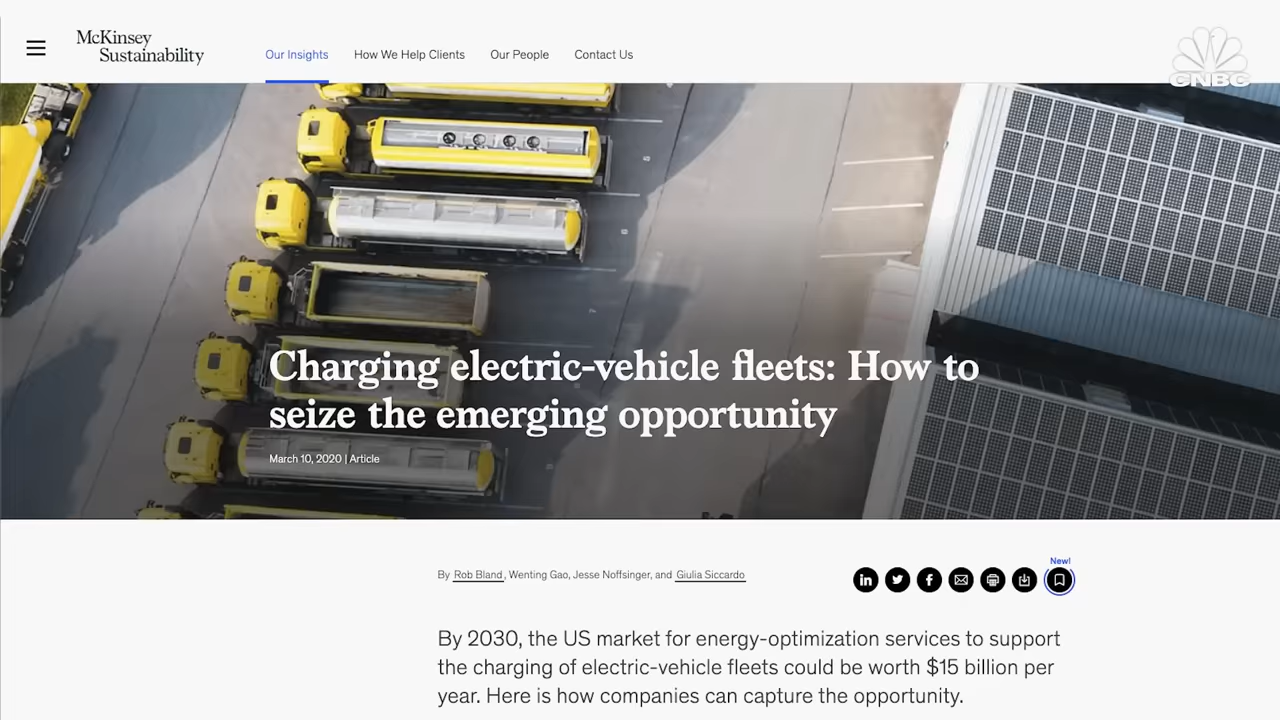 McKinsey
Sustainability
Our Insights How We Help Clients Our People Contact Us
CNBC
Charging electric-vehicle fleets: How to
seize the emerging opportunity
March 10, 2020 | Article
New!
By Rob Bland, Wenting Gao, Jesse Noffsinger, and Giulia Siccardo
By 2030, the US market for energy-optimization services to support
the charging of electric-vehicle fleets could be worth $15 billion per
year. Here is how companies can capture the opportunity.